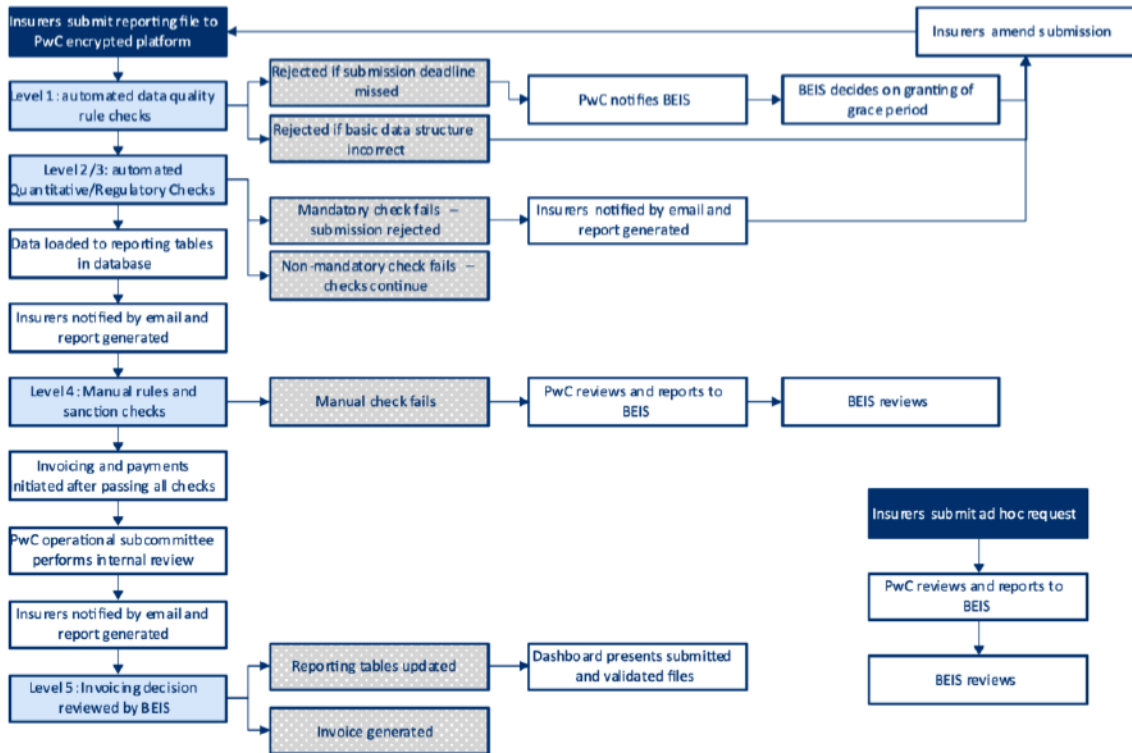 Insurers submit reporting file to
PwC encrypted platform
Insurers amend submission
Level 1: automated data quality
rule checks
Rejected if submission deadline
missed
PwC notifies BEIS
BEIS decides on granting of
grace period
Rejected if basic data structure
incorrect
Level 2/3: automated
Quantitative/Regulatory Checks
Mandatory check fails –
submission rejected
Insurers notified by email and
report generated
Data loaded to reporting tables
in database
Non-mandatory check fails –
checks continue
Insurers notified by email and
report generated
Level 4: Manual rules and
sanction checks
Manual check fails
PwC reviews and reports to
BEIS
BEIS reviews
Invoicing and payments
initiated after passing all checks
PwC operational subcommittee
performs internal review
Insurers notified by email and
report generated
Level 5: Invoicing decision
reviewed by BEIS
Reporting tables updated
Dashboard presents submitted
and validated files
Invoice generated
Insurers submit ad hoc request
PwC reviews and reports to
BEIS
BEIS reviews